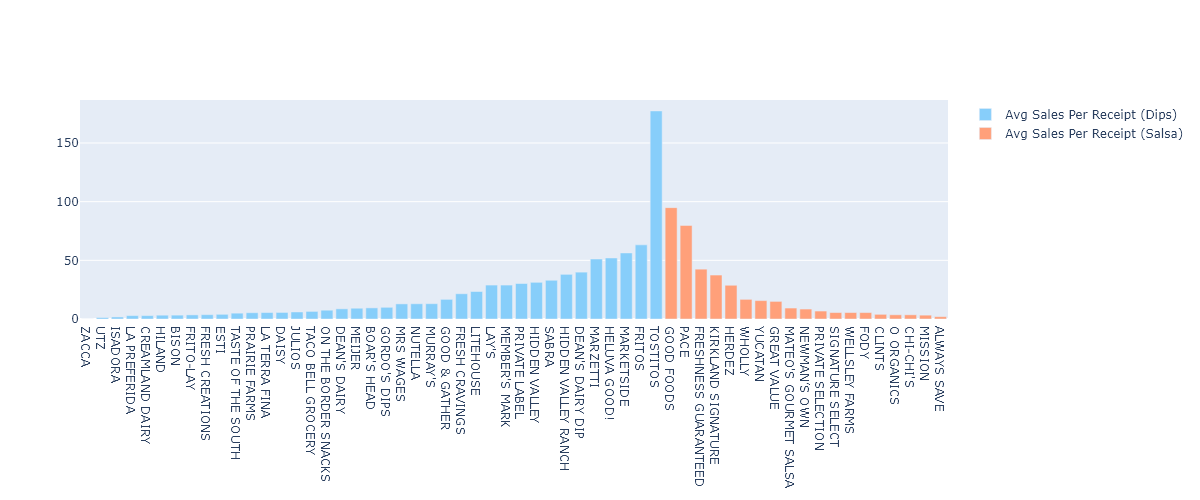 Avg Sales Per Receipt (Dips)
Avg Sales Per Receipt (Salsa)
150
100
50
0
ZACCA
UTZ
ISADORA
LA PREFERIDA
CREAMLAND DAIRY
HILAND
BISON
FRITO-LAY
FRESH CREATIONS
ESTI
TASTE OF THE SOUTH
PRAIRIE FARMS
LA TERRA FINA
DAISY
JULIOS
TACO BELL GROCERY
ON THE BORDER SNACKS
DEAN'S DAIRY
MEIJER
BOAR'S HEAD
GORDO'S DIPS
MRS WAGES
NUTELLA
MURRAY'S
GOOD & GATHER
FRESH CRAVINGS
LITEHOUSE
LAY'S
MEMBER'S MARK
PRIVATE LABEL
HIDDEN VALLEY
SABRA
HIDDEN VALLEY RANCH
DEAN'S DAIRY DIP
MARZETTI
HELUVA GOOD!
MARKETSIDE
FRITOS
TOSTITOS
GOOD FOODS
PACE
FRESHNESS GUARANTEED
KIRKLAND SIGNATURE
HERDEZ
WHOLLY
YUCATAN
GREAT VALUE
MATEO'S GOURMET SALSA
NEWMAN'S OWN
PRIVATE SELECTION
SIGNATURE SELECT
WELLSLEY FARMS
FODY
CLINTS
O ORGANICS
CHI-CHI'S
MISSION
ALWAYS SAVE